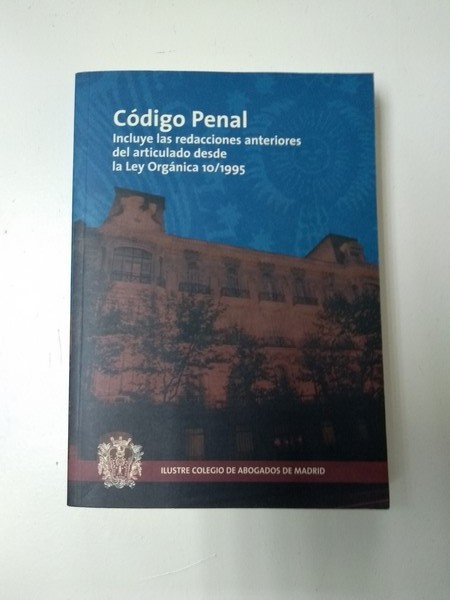 Código Penal
Incluye las redacciones anteriores
del articulado desde
la Ley Orgánica 10/1995
ILUSTRE COLEGIO DE ABOGADOS DE MADRID